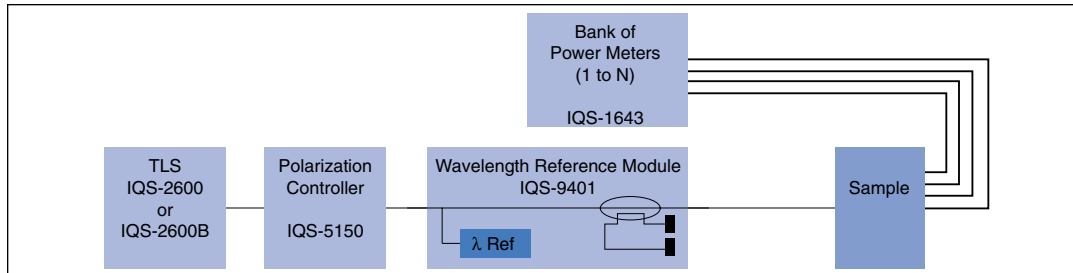 Bank of
Power Meters
(1 to N)
IQS-1643
TLS
IQS-2600
or
IQS-2600B
Polarization
Controller
IQS-5150
Wavelength Reference Module
IQS-9401
λ Ref
Sample